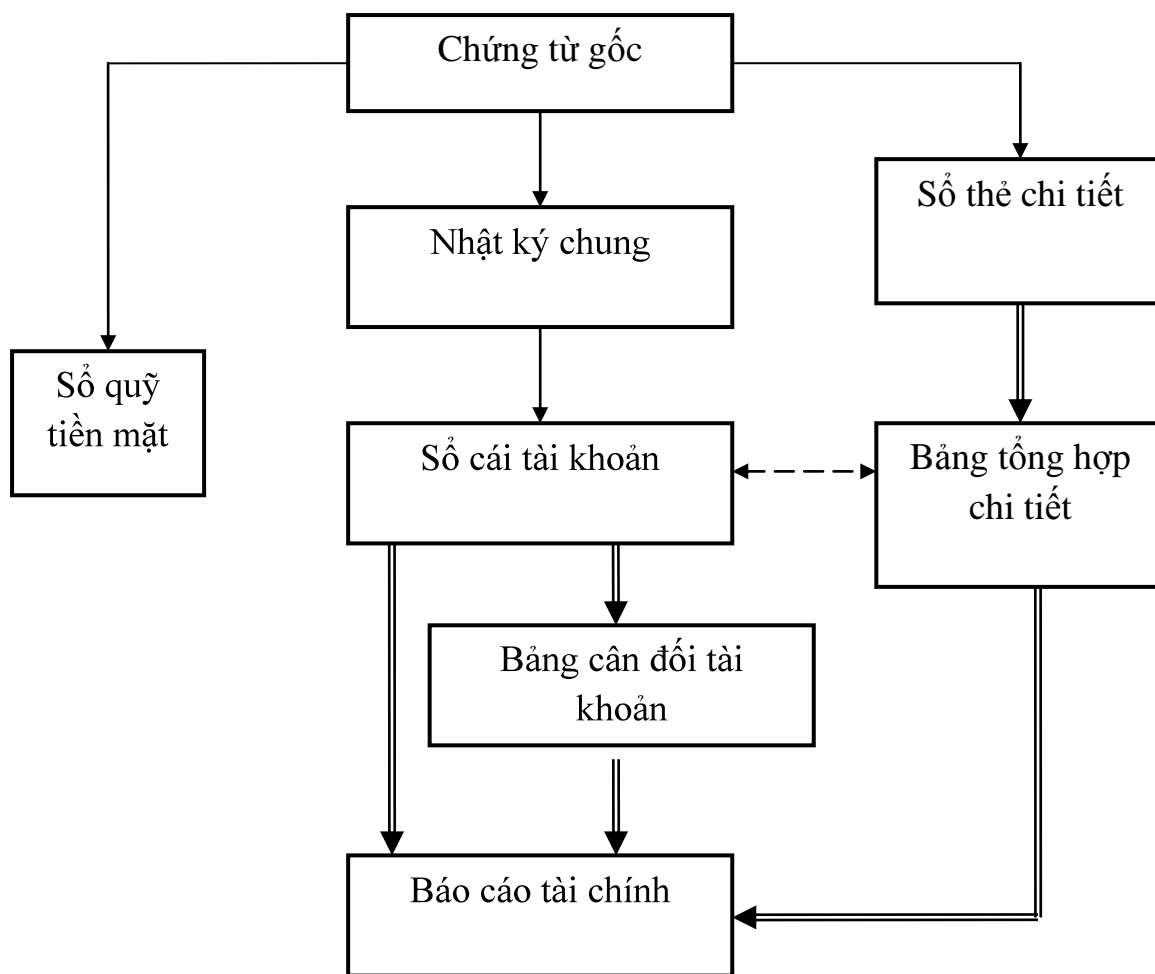 Chứng từ gốc
Sổ thẻ chi tiết
Nhật ký chung
Sổ quỹ
tiền mặt
Sổ cái tài khoản
Bảng tổng hợp
chi tiết
Bảng cân đối tài
khoản
Báo cáo tài chính